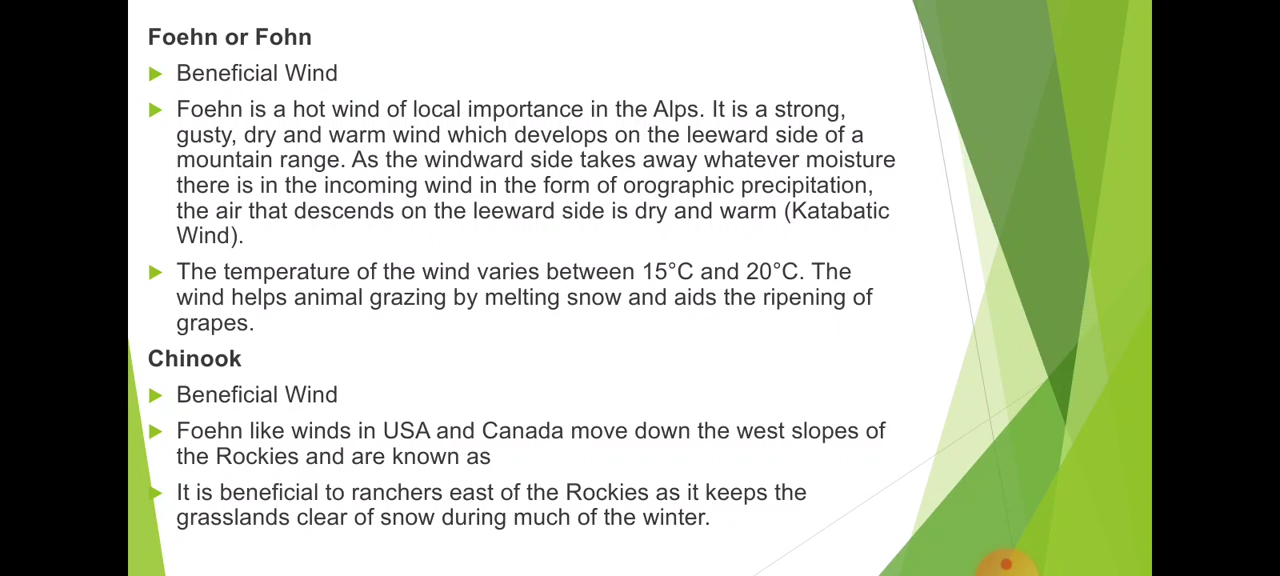 Foehn or Fohn
Beneficial Wind
Foehn is a hot wind of local importance in the Alps. It is a strong,
gusty, dry and warm wind which develops on the leeward side of a
mountain range. As the windward side takes away whatever moisture
there is in the incoming wind in the form of orographic precipitation,
the air that descends on the leeward side is dry and warm (Katabatic
Wind).
The temperature of the wind varies between 15°C and 20°C. The
wind helps animal grazing by melting snow and aids the ripening of
grapes.
Chinook
Beneficial Wind
Foehn like winds in USA and Canada move down the west slopes of
the Rockies and are known as
It is beneficial to ranchers east of the Rockies as it keeps the
grasslands clear of snow during much of the winter.